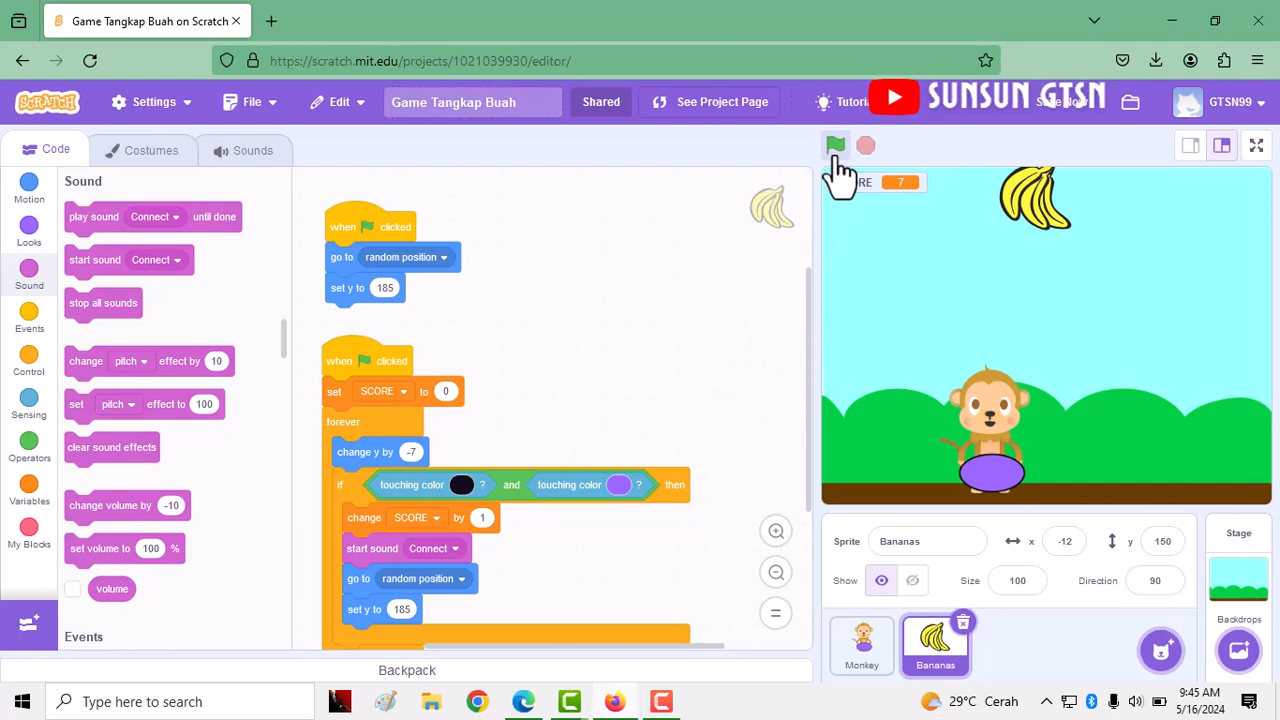 Game Tangkap Buah on Scratch
https://scratch.mit.edu/projects/1021039930/editor/
SCRATCH
Settings
File
Edit
Game Tangkap Buah
Shared
See Project Page
SUNSUN GTSN
GTSN99
Code
Costumes
Sounds
Motion
Looks
Sound
Events
Control
Sensing
Operators
Variables
My Blocks
Sound
play sound Connect until done
start sound Connect
stop all sounds
change pitch effect by 10
set pitch effect to 100
clear sound effects
change volume by -10
set volume to 100 %
volume
Events
when clicked
go to random position
set y to 185
when clicked
set SCORE to 0
forever
change y by -7
if touching color ? and touching color ? then
change SCORE by 1
start sound Connect
go to random position
set y to 185
Backpack
7
Sprite Bananas x -12 y 150
Show Size 100 Direction 90
Monkey
Bananas
Stage
Backdrops
Type here to search
29°C Cerah
9:45 AM
5/16/2024